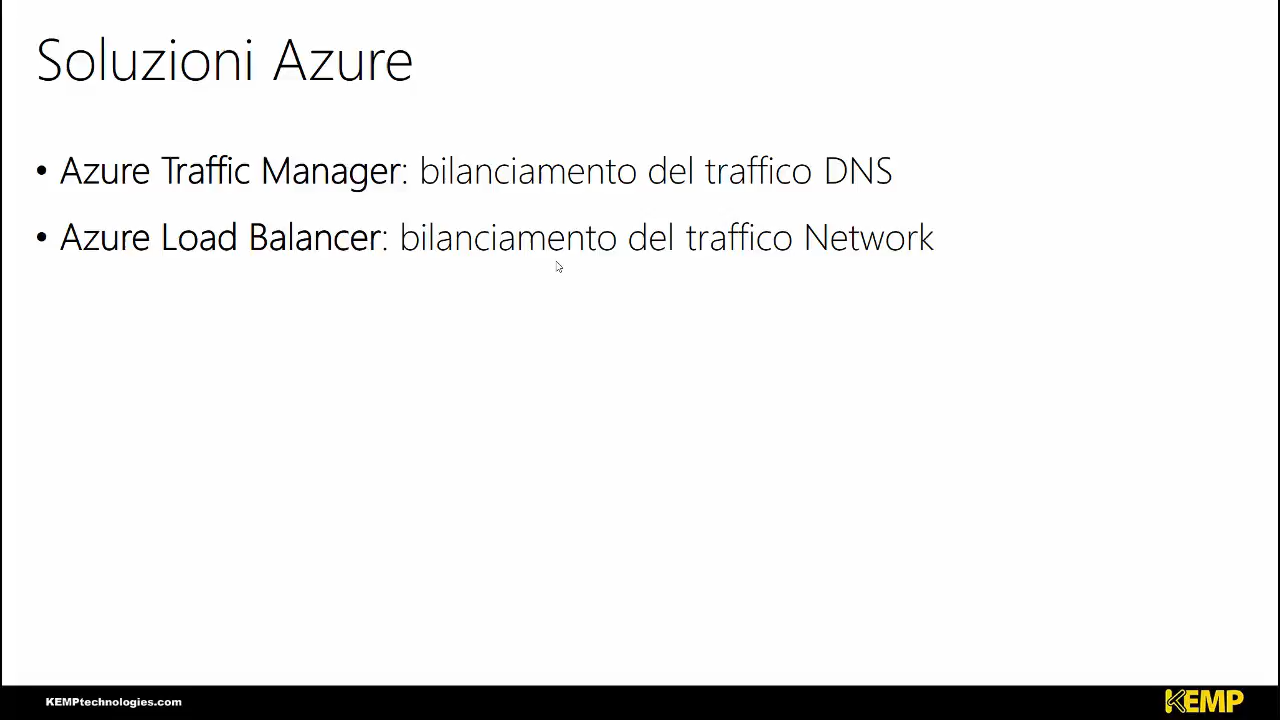 Soluzioni Azure
• Azure Traffic Manager: bilanciamento del traffico DNS
• Azure Load Balancer: bilanciamento del traffico Network
KEMPtechnologies.com
KEMP